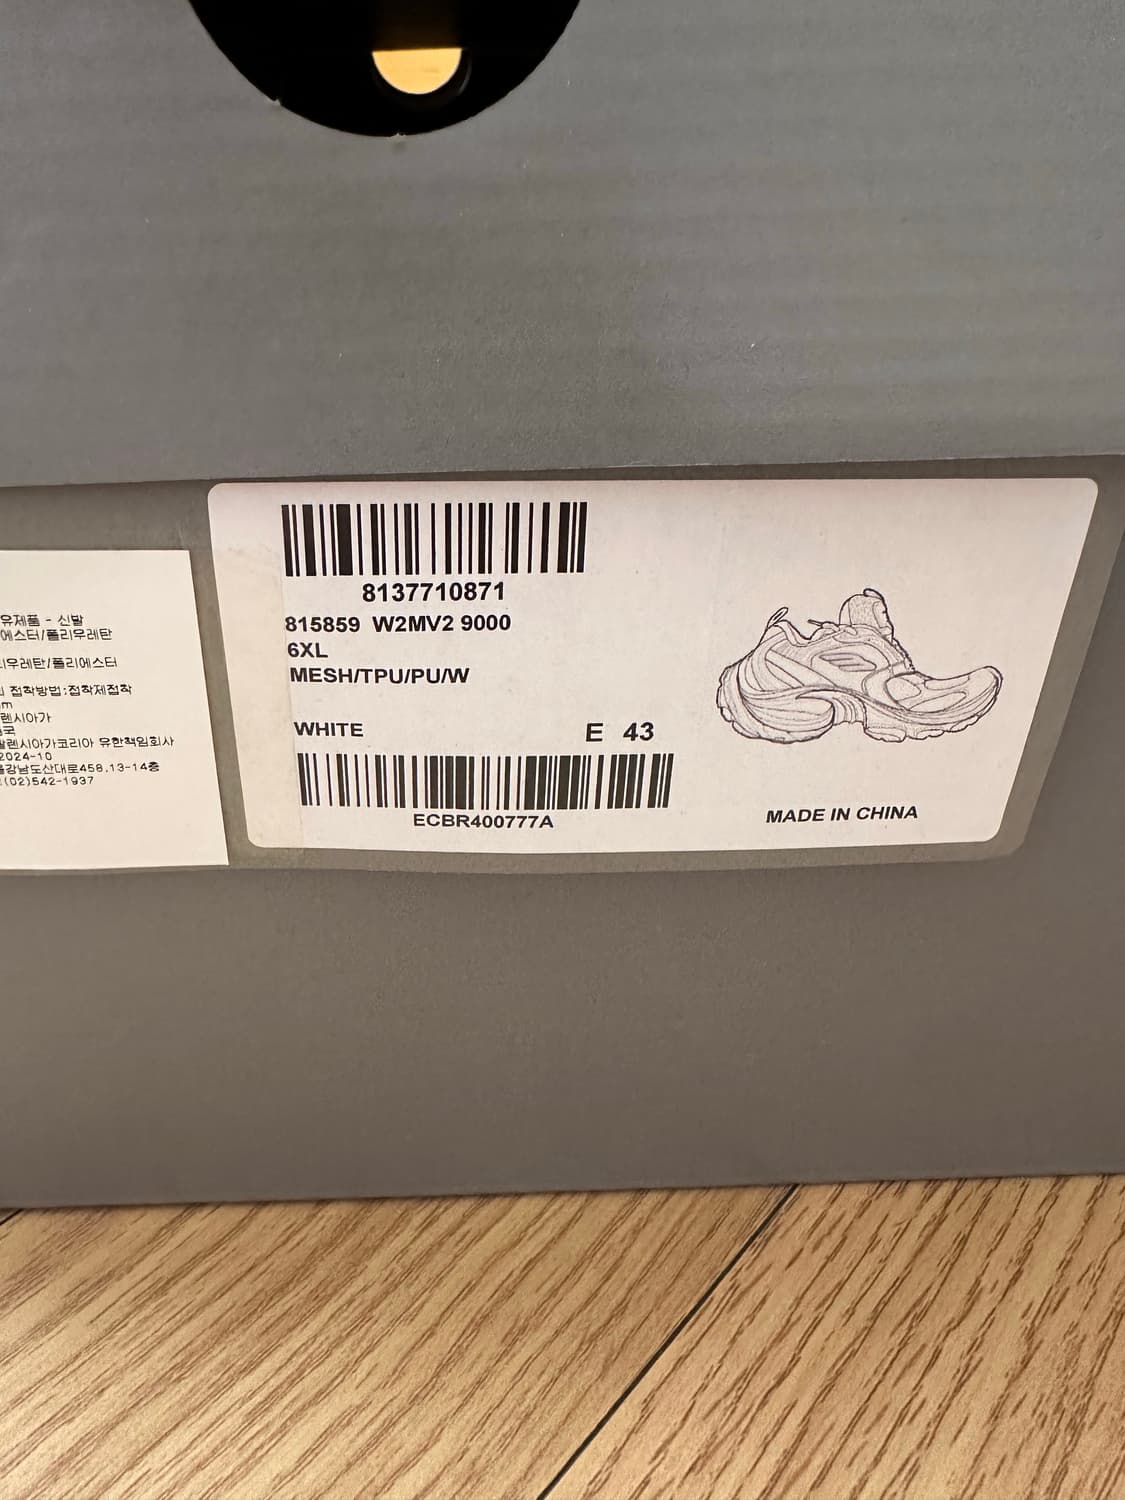 유제품 - 신발
에스터/폴리우레탄
우레탄/폴리에스터
접착방법:접착제접착
m
렌시아가
국
렌시아가코리아 유한책임회사
2024-10
강남도산대로458,13-14층
(02)542-1937
8137710871
815859 W2MV2 9000
6XL
MESH/TPU/PU/W
WHITE E 43
ECBR400777A
MADE IN CHINA